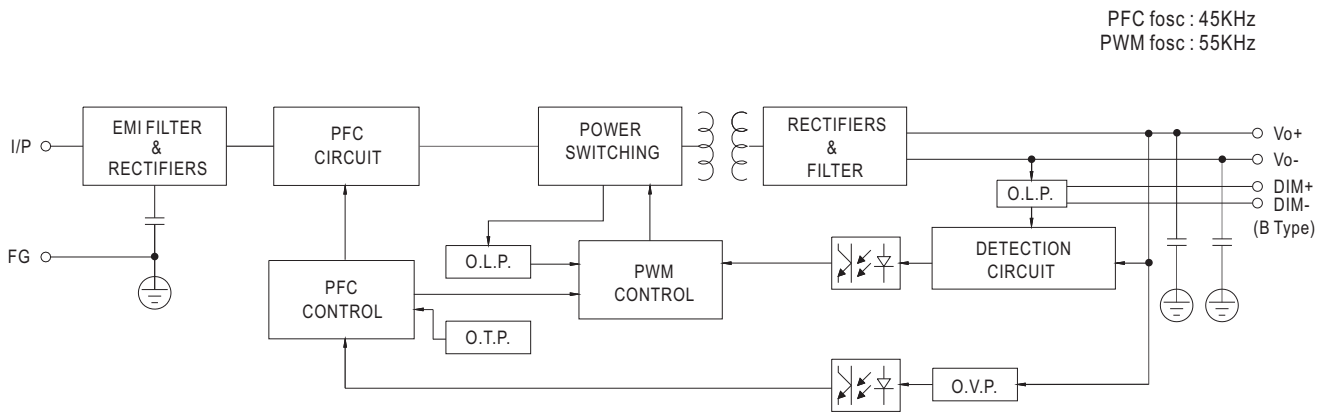 PFC fosc : 45KHz
PWM fosc : 55KHz
I/P
EMI FILTER
&
RECTIFIERS
PFC
CIRCUIT
POWER
SWITCHING
RECTIFIERS
&
FILTER
Vo+
Vo-
DIM+
DIM-
(B Type)
O.L.P.
FG
O.L.P.
PFC
CONTROL
PWM
CONTROL
DETECTION
CIRCUIT
O.T.P.
O.V.P.